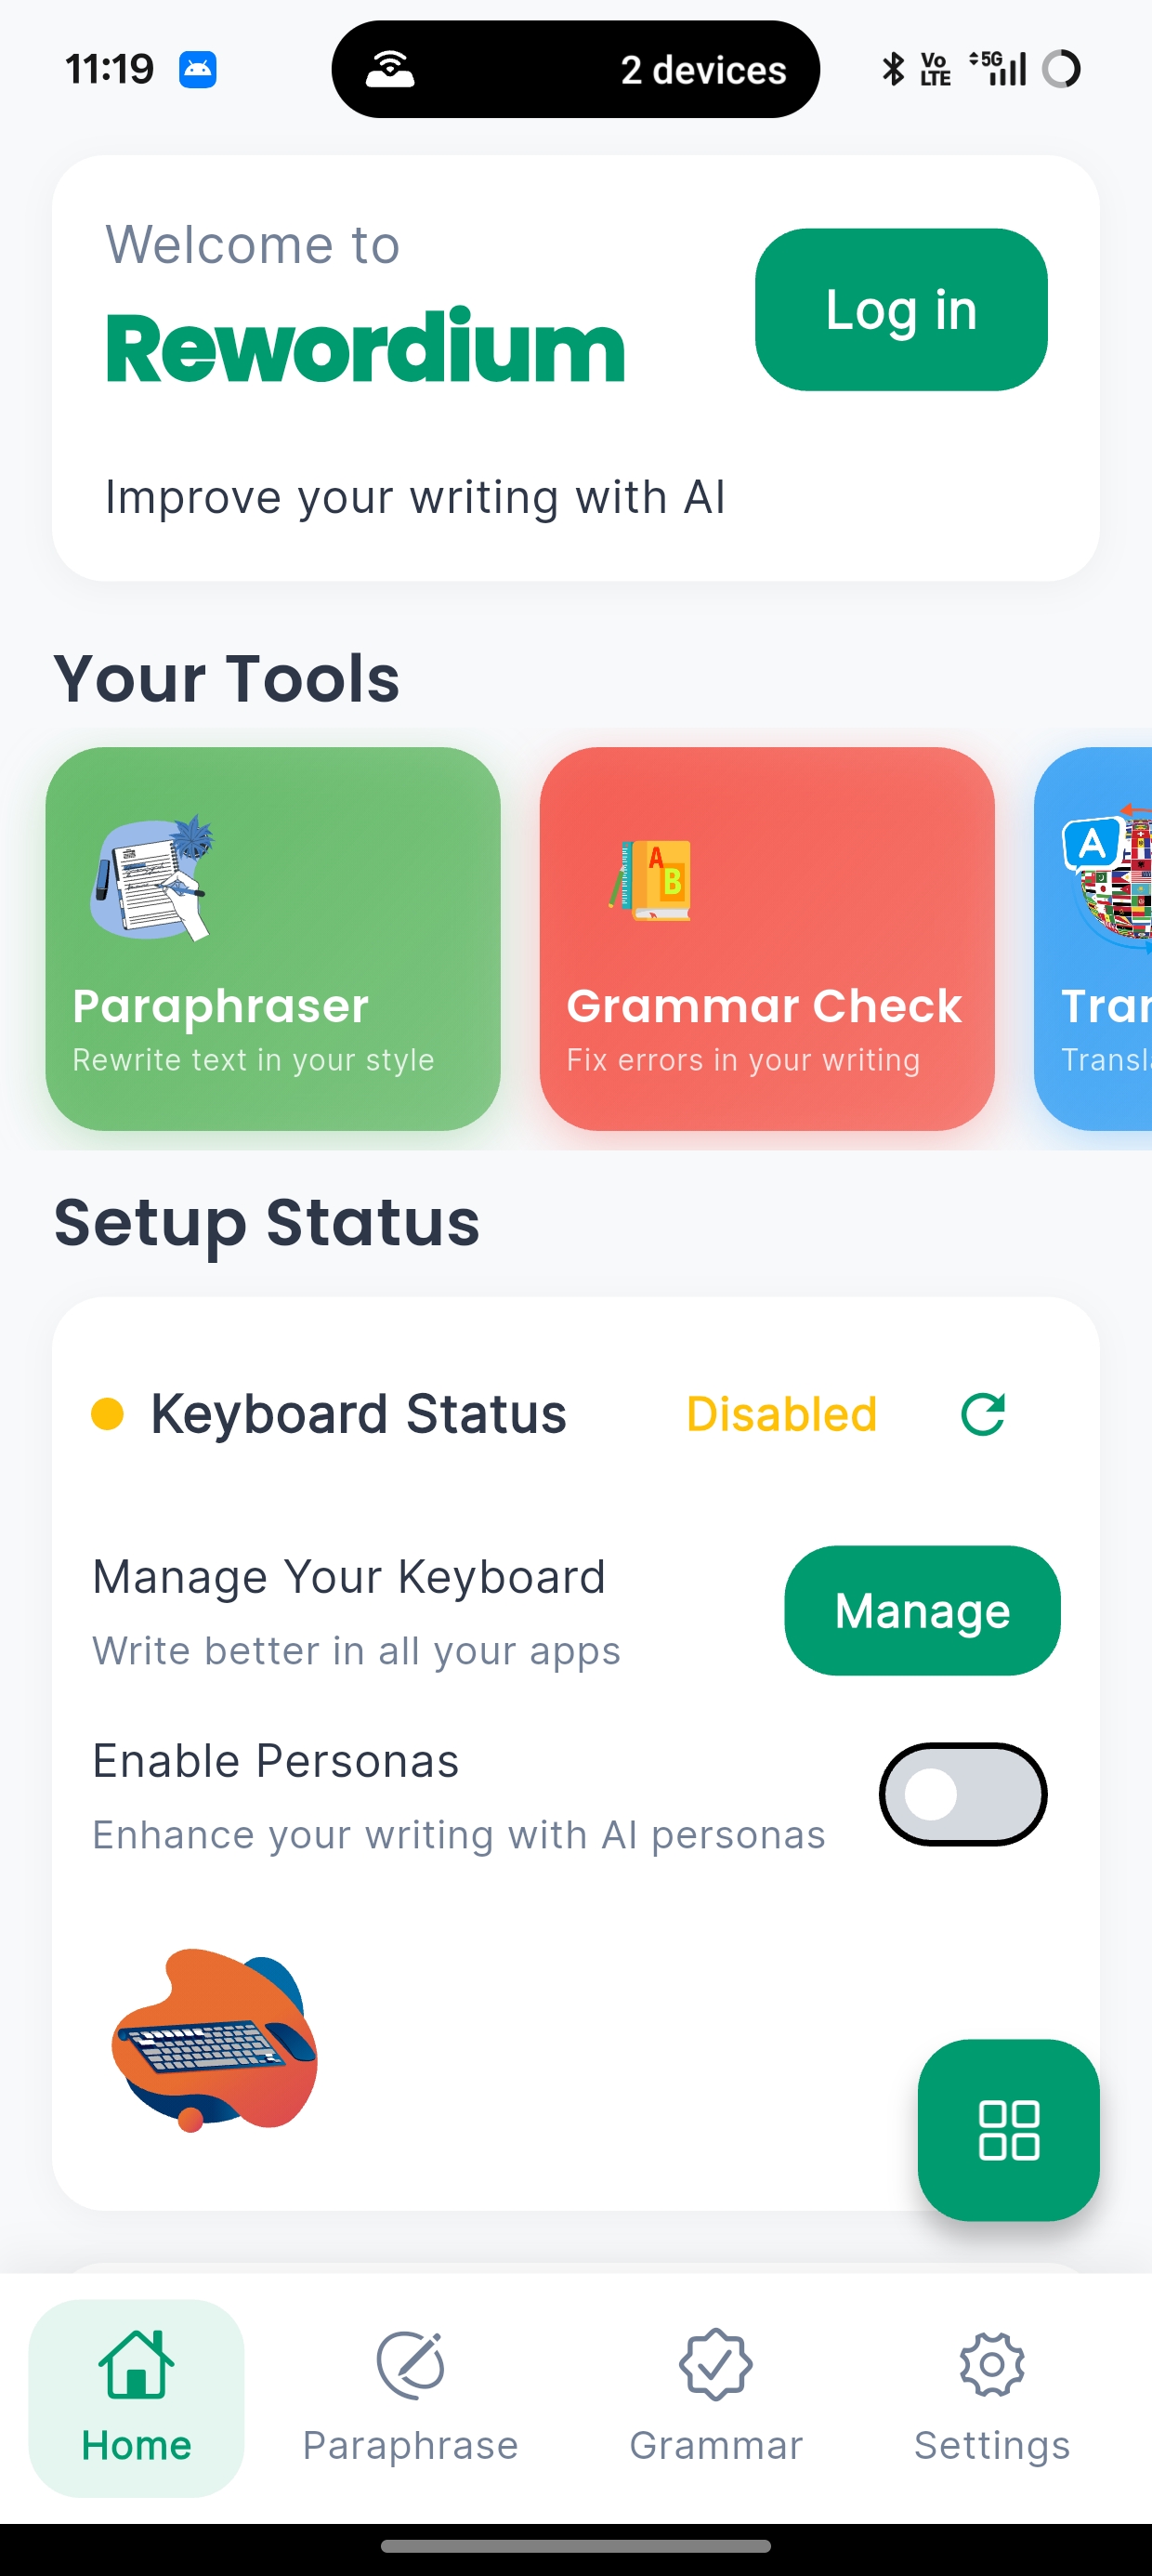 11:19
2 devices
Vo
LTE
5G
Welcome to
Rewordium
Log in
Improve your writing with AI
Your Tools
A
B
A
Paraphraser
Grammar Check
Rewrite text in your style
Fix errors in your writing
Setup Status
Keyboard Status
Disabled
Manage Your Keyboard
Write better in all your apps
Manage
Enable Personas
Enhance your writing with AI personas
Home
Paraphrase
Grammar
Settings